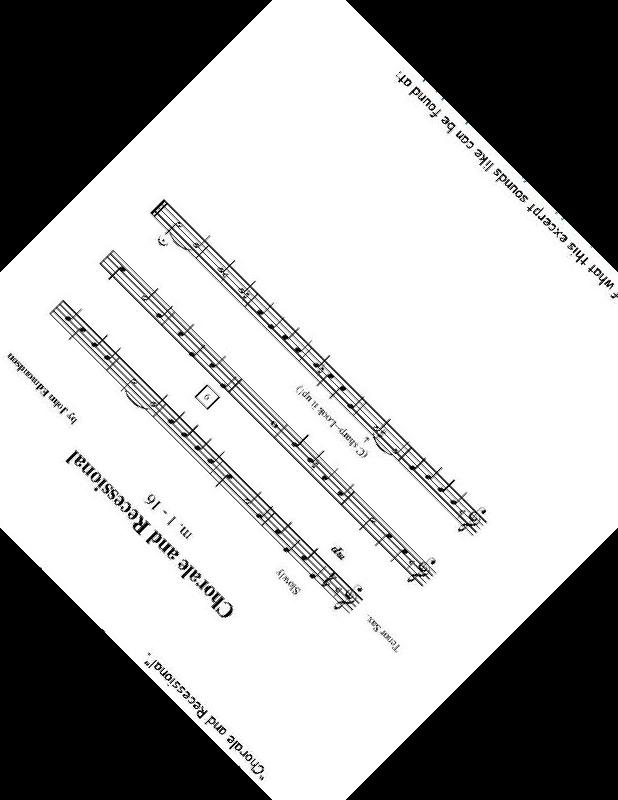 "Chorale and Recessional".
Chorale and Recessional
m. 1 - 16
by John Edmondson
Tenor Sax.
Slowly
mp
9
(C sharp-Look it up!)
f what this excerpt sounds like can be found at: